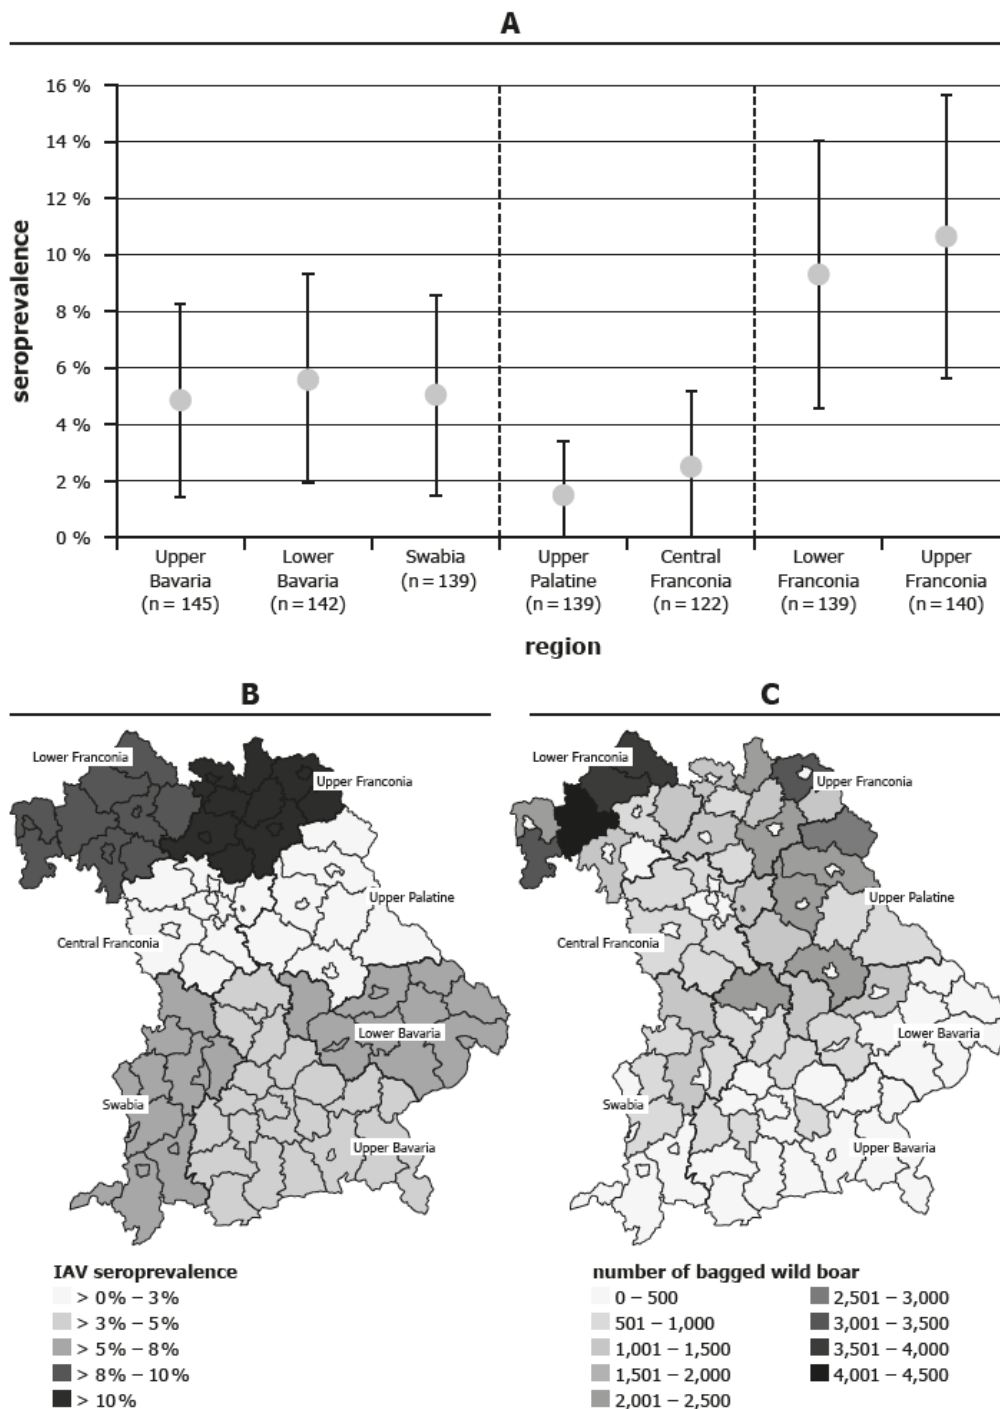 A
16 %
14 %
12 %
10 %
8 %
6 %
4 %
2 %
0 %
seroprevalence
Upper
Bavaria
(n = 145)
Lower
Bavaria
(n = 142)
Swabia
(n = 139)
Upper
Palatine
(n = 139)
Central
Franconia
(n = 122)
Lower
Franconia
(n = 139)
Upper
Franconia
(n = 140)
region
B
Lower Franconia
Upper Franconia
Upper Palatine
Central Franconia
Lower Bavaria
Swabia
Upper Bavaria
IAV seroprevalence
> 0 % – 3 %
> 3 % – 5 %
> 5 % – 8 %
> 8 % – 10 %
> 10 %
C
Lower Franconia
Upper Franconia
Upper Palatine
Central Franconia
Lower Bavaria
Swabia
Upper Bavaria
number of bagged wild boar
0 – 500
501 – 1,000
1,001 – 1,500
1,501 – 2,000
2,001 – 2,500
2,501 – 3,000
3,001 – 3,500
3,501 – 4,000
4,001 – 4,500